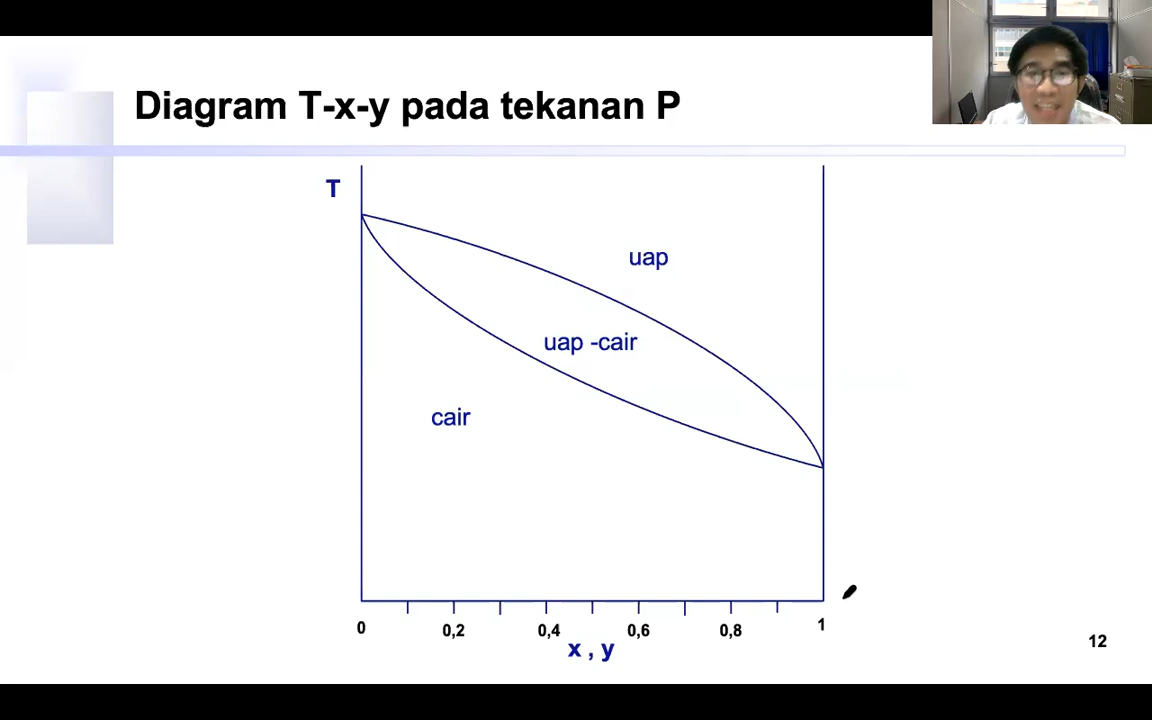 Diagram T-x-y pada tekanan P
T
uap
uap -cair
cair
0 0,2 0,4 0,6 0,8 1
x , y
12